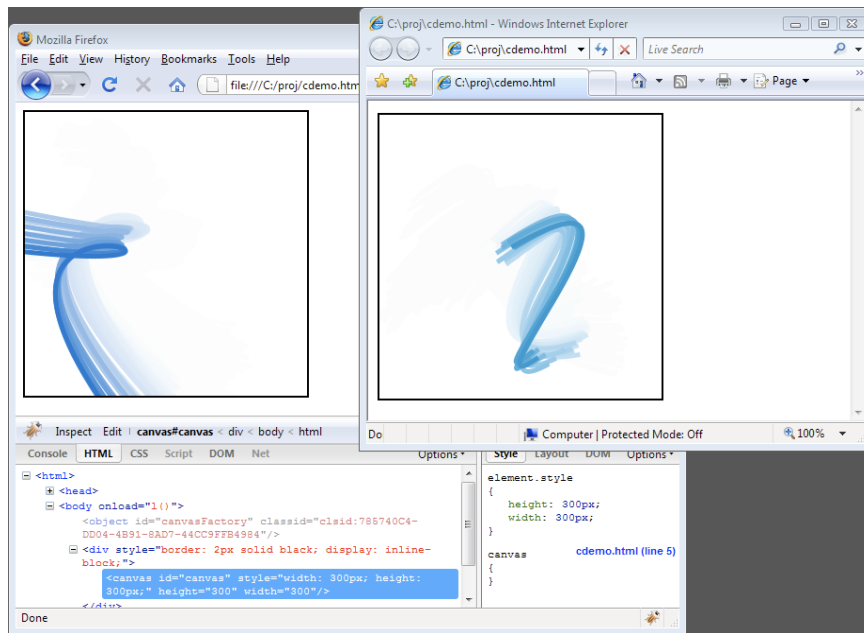 Mozilla Firefox
File Edit View History Bookmarks Tools Help
file:///C:/proj/cdemo.htm
C:\proj\cdemo.html - Windows Internet Explorer
C:\proj\cdemo.html
Live Search
C:\proj\cdemo.html
Page
»
Do
Computer | Protected Mode: Off
100%
Inspect Edit | canvas#canvas < div < body < html
Console HTML CSS Script DOM Net Options
<html>
<head>
<body onload="l()">
<object id="canvasFactory" classid="clsid:785740C4-
DD04-4B91-8AD7-44CC9FFB4984"/>
<div style="border: 2px solid black; display: inline-
block;">
<canvas id="canvas" style="width: 300px; height:
300px;" height="300" width="300"/>
</div>
Style Layout DOM Options
element.style
{
height: 300px;
width: 300px;
}
canvas cdemo.html (line 5)
{
}
Done